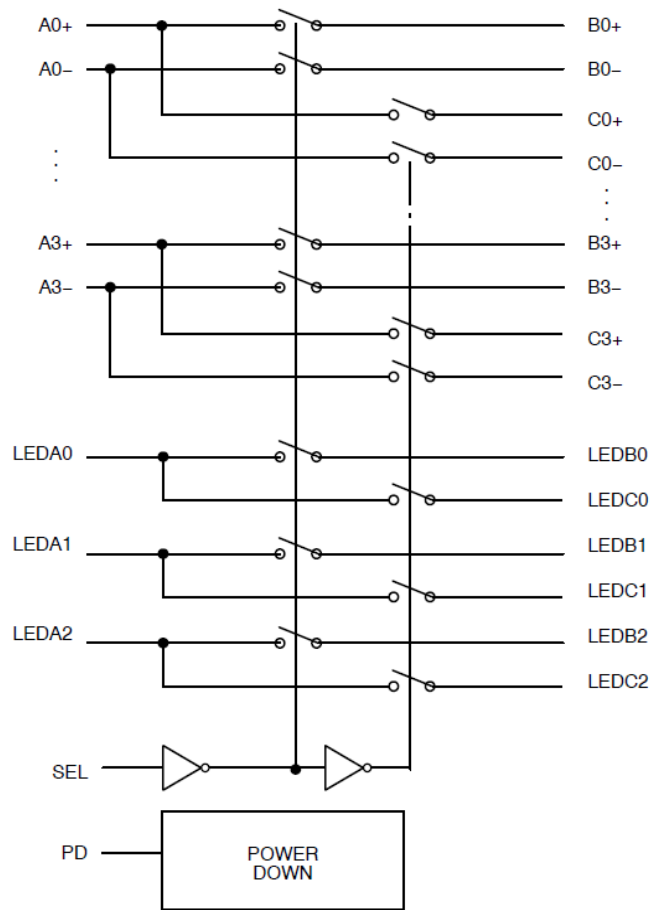 A0+ B0+
A0− B0−
C0+
C0−
A3+ B3+
A3− B3−
C3+
C3−
LEDA0 LEDB0
LEDC0
LEDA1 LEDB1
LEDC1
LEDA2 LEDB2
LEDC2
SEL
PD POWER
DOWN